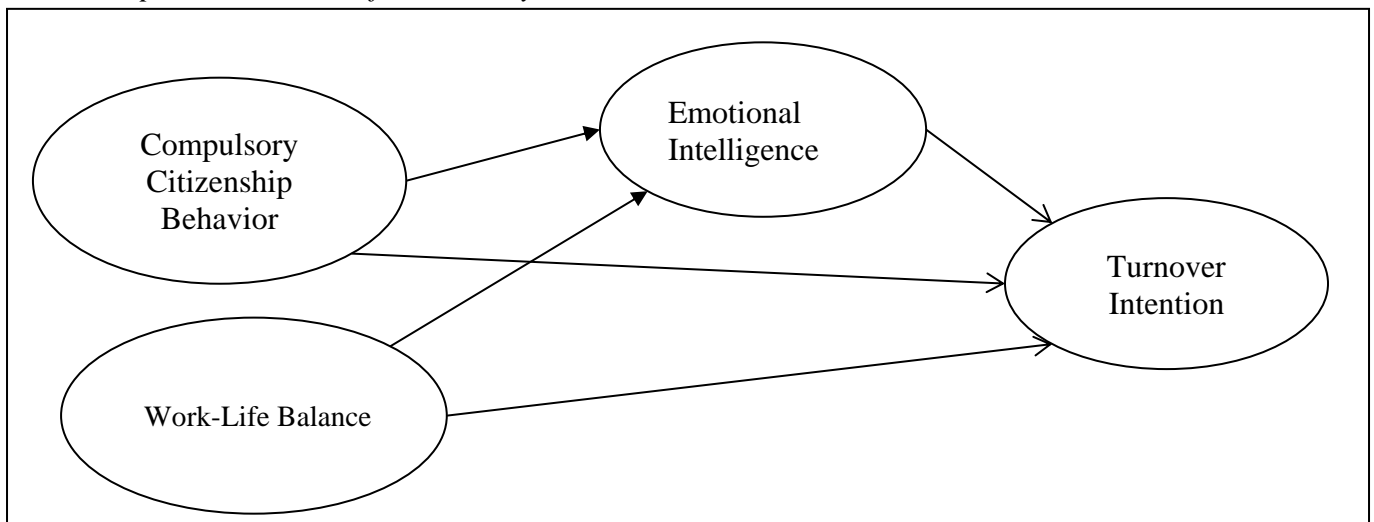 Compulsory
Citizenship
Behavior
Emotional
Intelligence
Turnover
Intention
Work-Life Balance